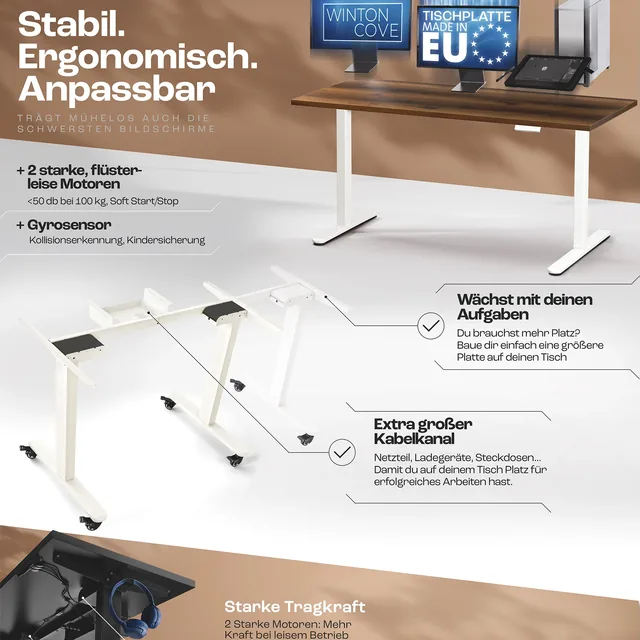 Stabil.
Ergonomisch.
Anpassbar
TRÄGT MÜHELOS AUCH DIE
SCHWERSTEN BILDSCHIRME
WINTON
COVE
TISCHPLATTE
MADE IN
EU
+ 2 starke, flüster-
leise Motoren
<50 db bei 100 kg, Soft Start/Stop
+ Gyrosensor
Kollisionserkennung, Kindersicherung
Wächst mit deinen
Aufgaben
Du brauchst mehr Platz?
Baue dir einfach eine größere
Platte auf deinen Tisch
Extra großer
Kabelkanal
Netzteil, Ladegeräte, Steckdosen...
Damit du auf deinem Tisch Platz für
erfolgreiches Arbeiten hast.
Starke Tragkraft
2 Starke Motoren: Mehr
Kraft bei leisem Betrieb